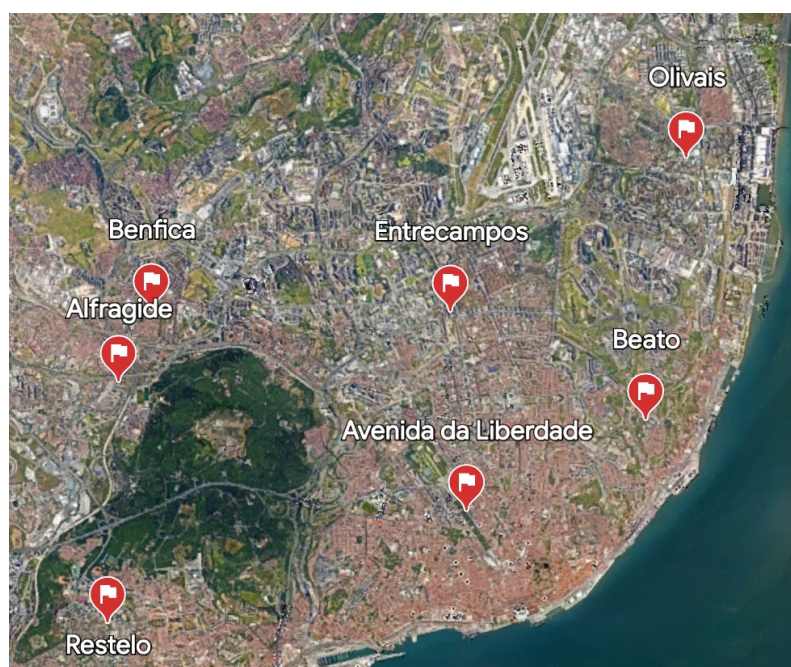 Olivais
Benfica
Entrecampos
Alfragide
Beato
Avenida da Liberdade
Restelo